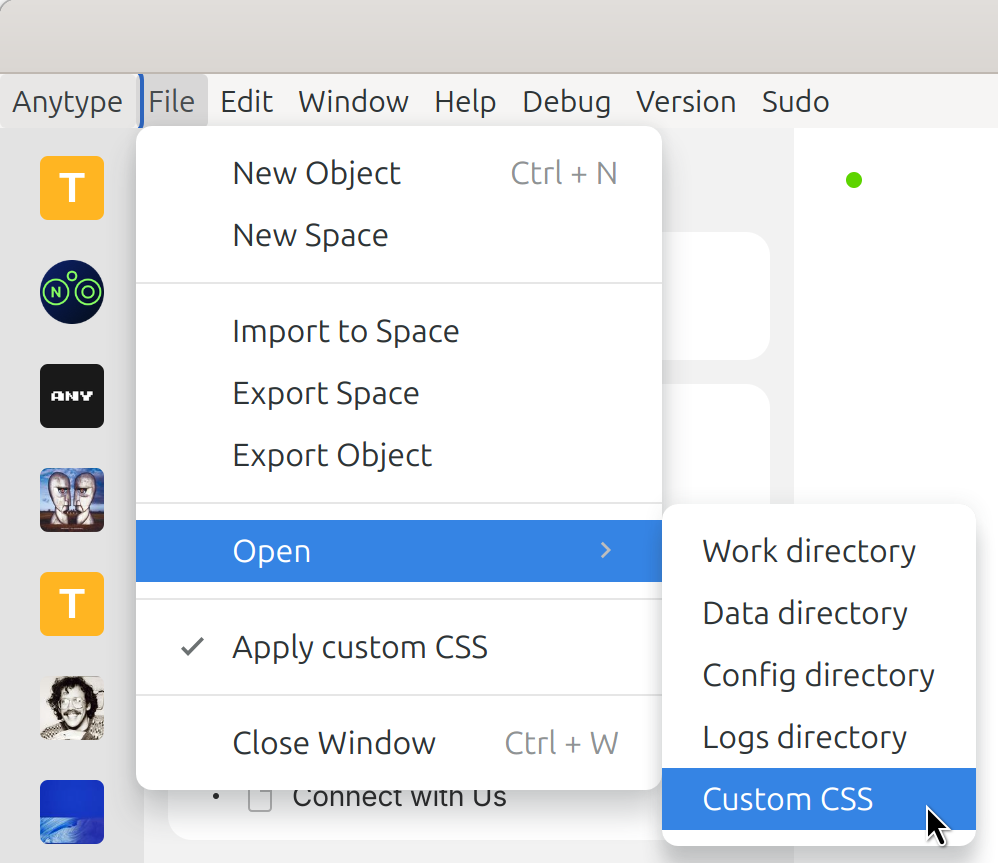 Anytype File Edit Window Help Debug Version Sudo
T
New Object Ctrl + N
New Space
N
Import to Space
ANY
Export Space
Export Object
Open
Work directory
Data directory
Config directory
Logs directory
Custom CSS
T
Apply custom CSS
Close Window Ctrl + W
Connect with Us